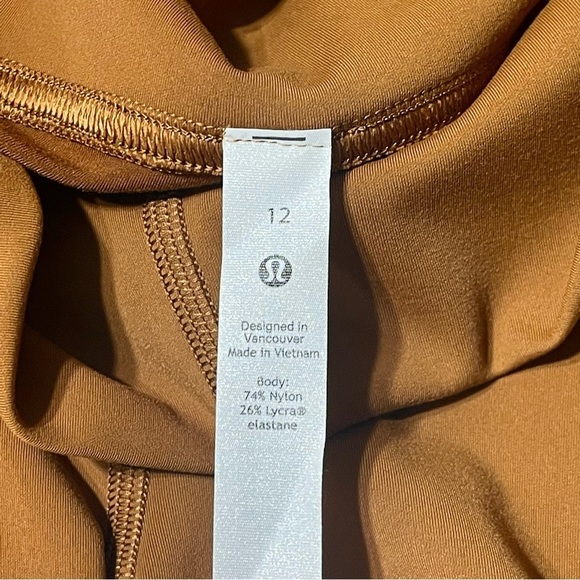 12
Designed in
Vancouver
Made in Vietnam
Body:
74% Nylon
26% Lycra®
elastane